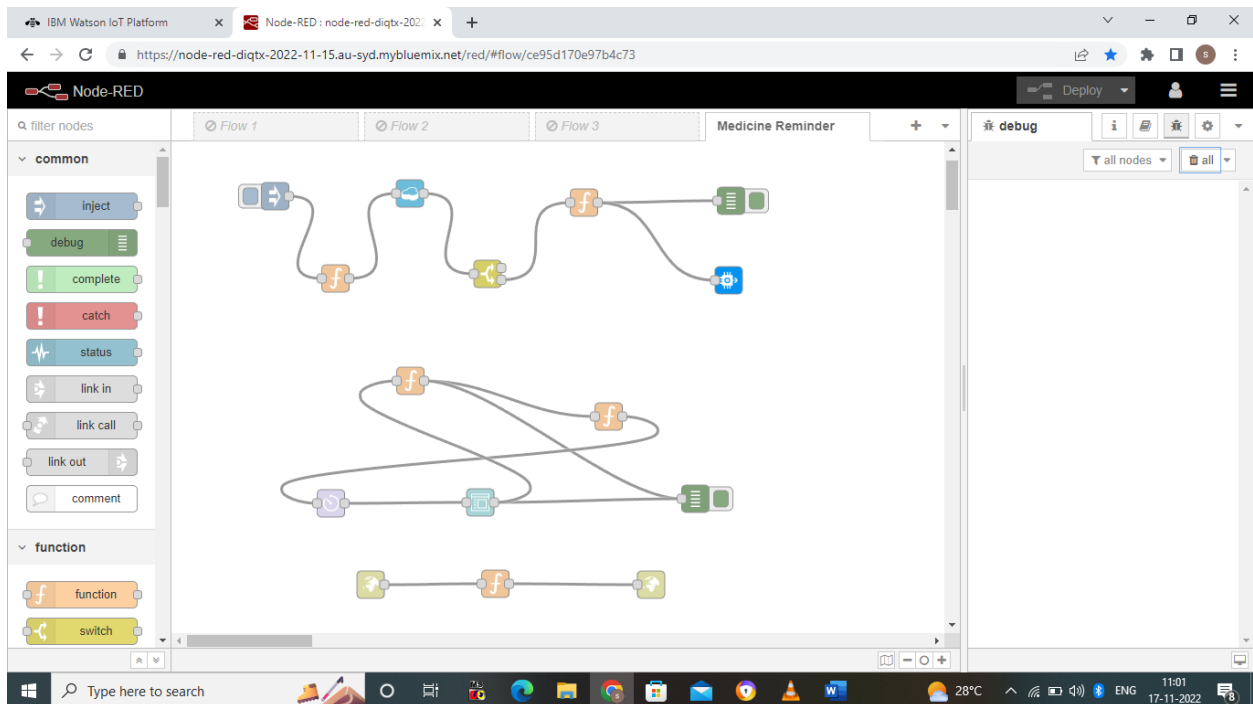 IBM Watson IoT Platform
Node-RED : node-red-diqtx-202
https://node-red-diqtx-2022-11-15.au-syd.mybluemix.net/red/#flow/ce95d170e97b4c73
s
Node-RED
Deploy
filter nodes
Flow 1
Flow 2
Flow 3
Medicine Reminder
debug
i
common
all nodes
all
inject
debug
complete
catch
status
link in
link call
link out
comment
function
function
switch
Type here to search
28°C
ENG
11:01
17-11-2022
8